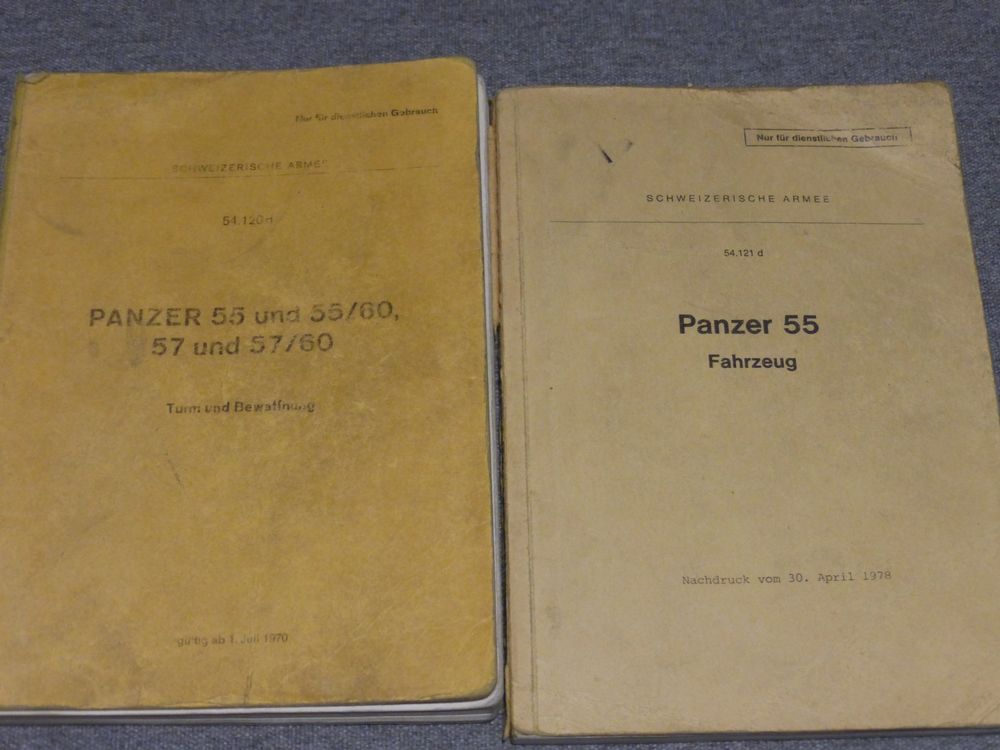 Nur für dienstlichen Gebrauch
SCHWEIZERISCHE ARMEE
54.120 d
PANZER 55 und 55/60,
57 und 57/60
Turm und Bewaffnung
gültig ab 1. Juli 1970
Nur für dienstlichen Gebrauch
SCHWEIZERISCHE ARMEE
54.121 d
Panzer 55
Fahrzeug
Nachdruck vom 30. April 1978